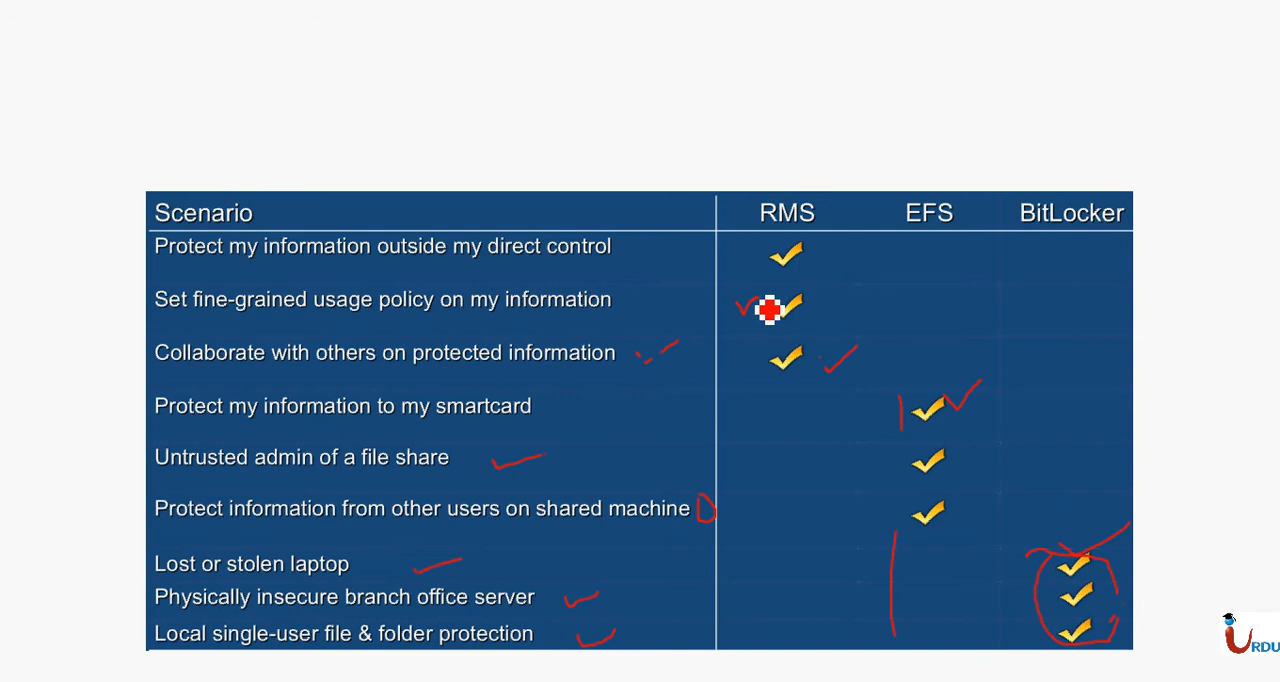 Scenario RMS EFS BitLocker
Protect my information outside my direct control
Set fine-grained usage policy on my information
Collaborate with others on protected information
Protect my information to my smartcard
Untrusted admin of a file share
Protect information from other users on shared machine
Lost or stolen laptop
Physically insecure branch office server
Local single-user file & folder protection
URDU